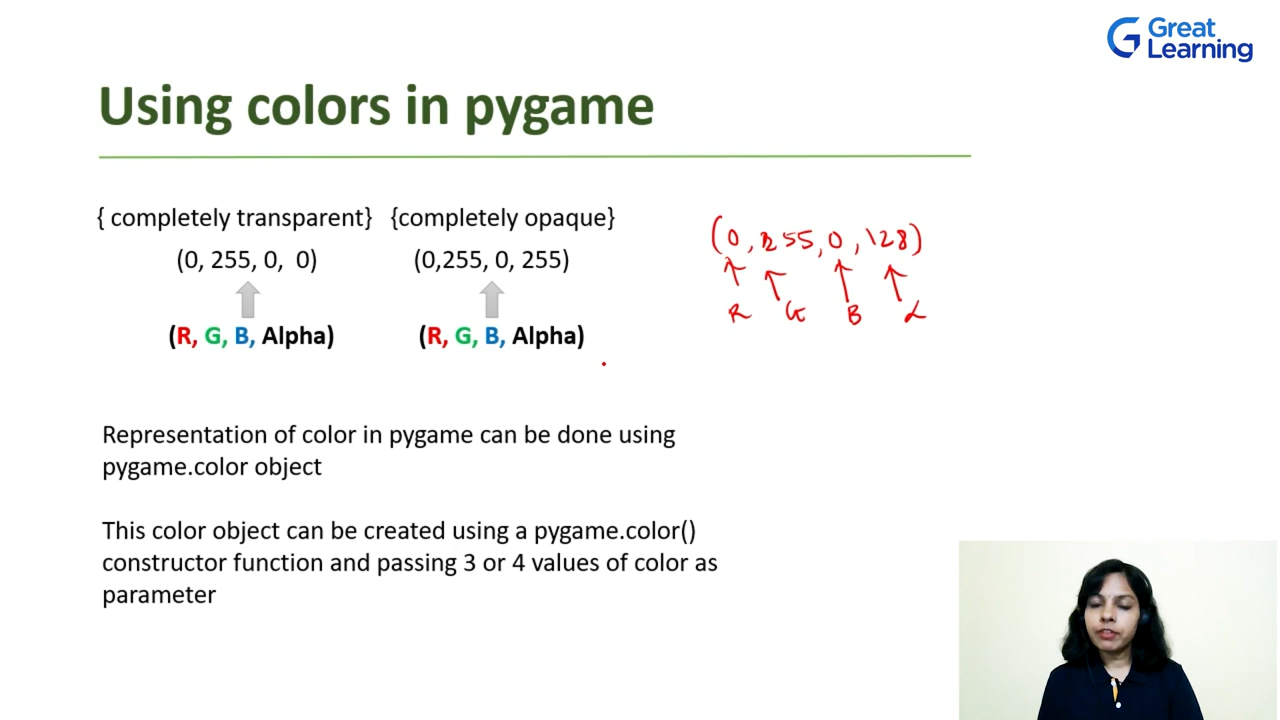 Great
Learning
Using colors in pygame
{ completely transparent} {completely opaque}
(0, 255, 0, 0) (0,255, 0, 255)
(R, G, B, Alpha) (R, G, B, Alpha)
(0, 255, 0, 128)
R G B α
Representation of color in pygame can be done using
pygame.color object
This color object can be created using a pygame.color()
constructor function and passing 3 or 4 values of color as
parameter